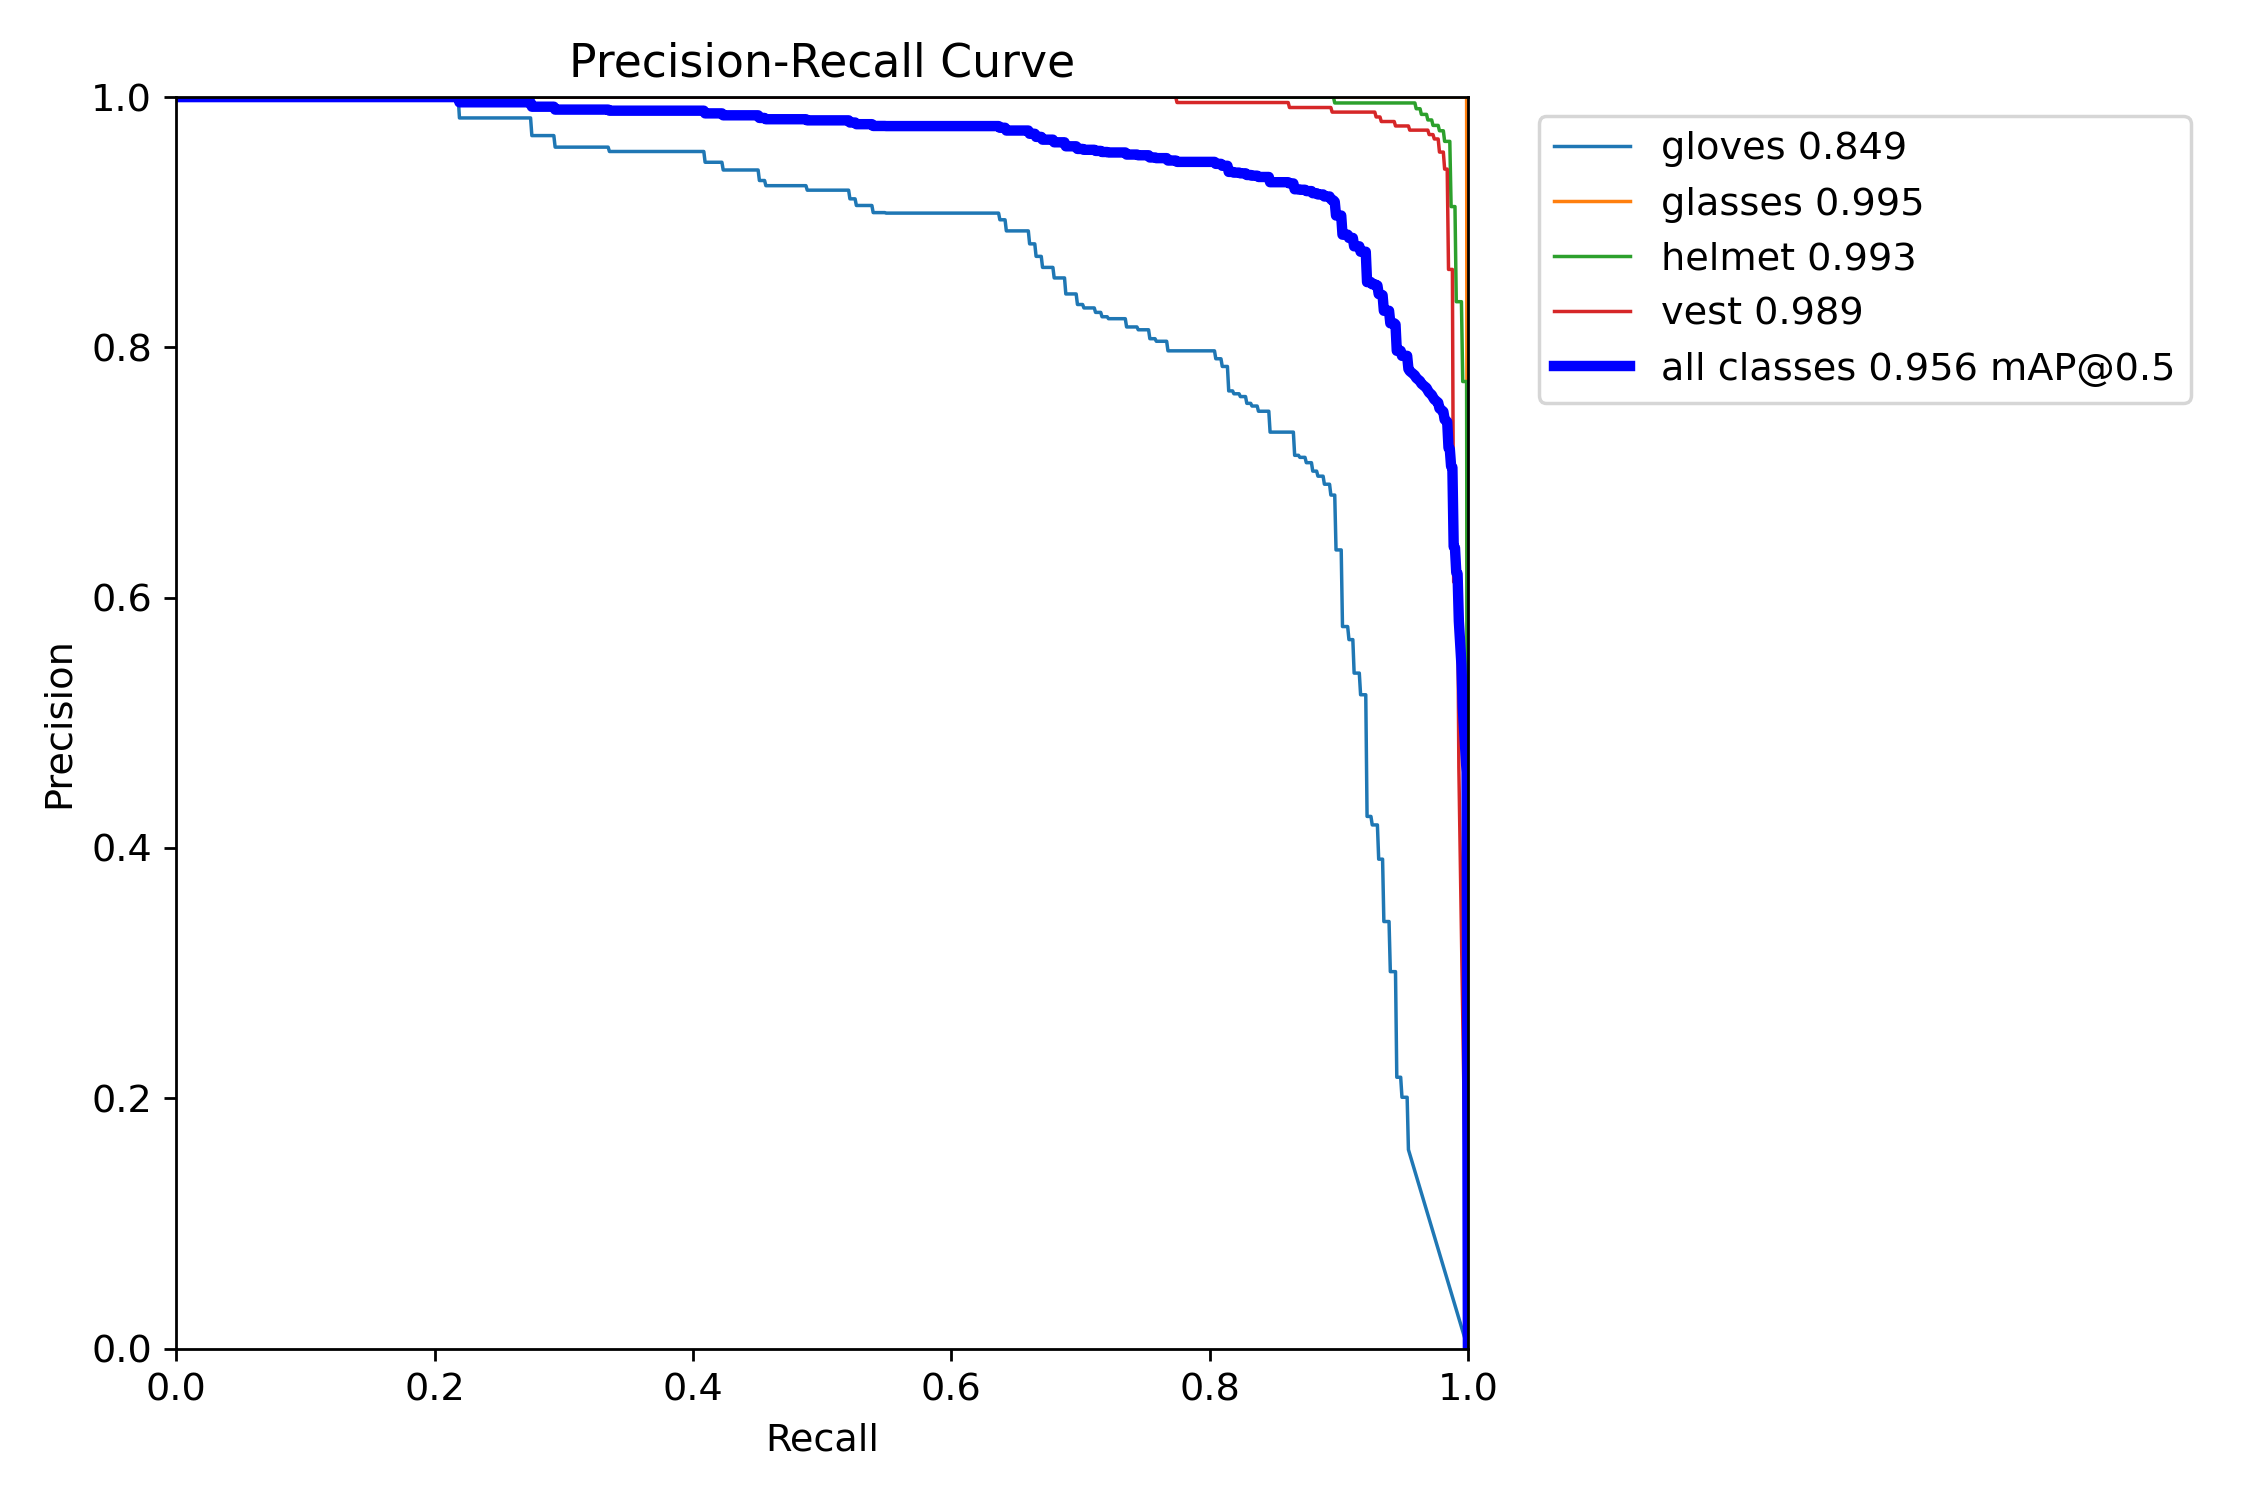 Precision-Recall Curve
1.0
0.8
0.6
0.4
0.2
0.0
Precision
0.0 0.2 0.4 0.6 0.8 1.0
Recall
gloves 0.849
glasses 0.995
helmet 0.993
vest 0.989
all classes 0.956 mAP@0.5